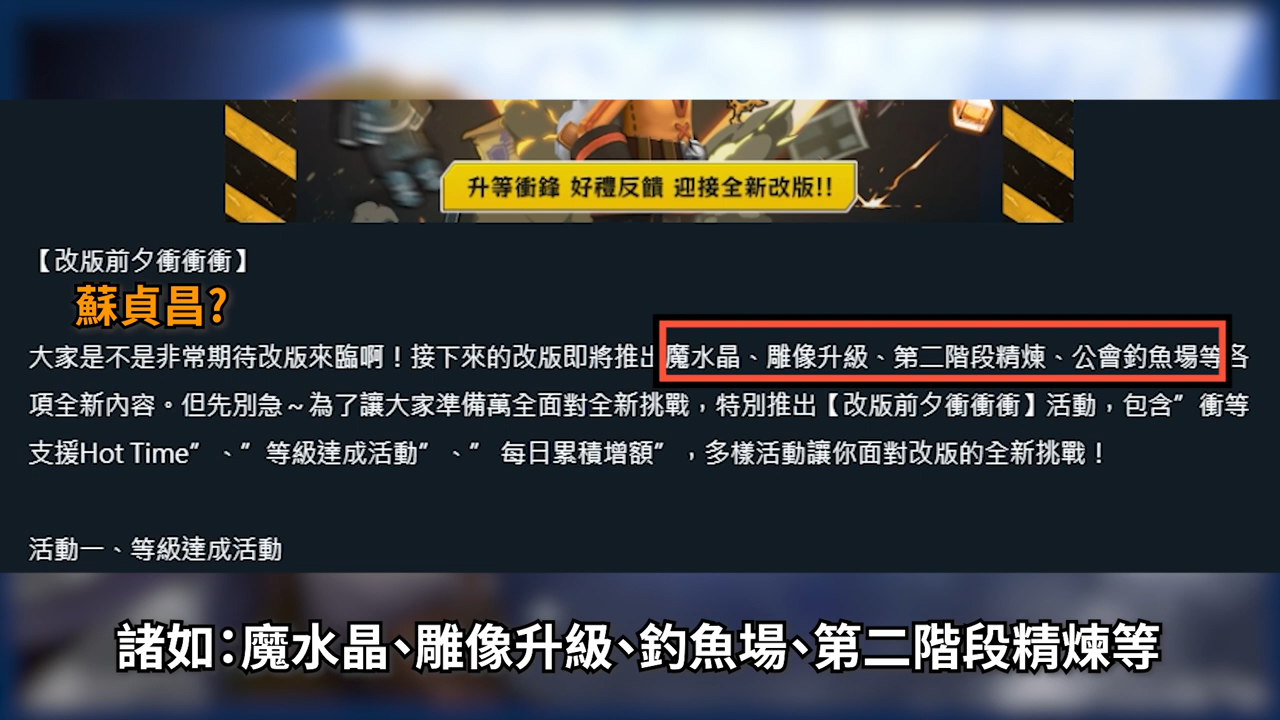 升等衝鋒 好禮反饋 迎接全新改版!!
【改版前夕衝衝衝】
蘇貞昌?
大家是不是非常期待改版來臨啊！接下來的改版即將推出魔水晶、雕像升級、第二階段精煉、公會釣魚場等各
項全新內容。但先別急～為了讓大家準備萬全面對全新挑戰，特別推出【改版前夕衝衝衝】活動，包含”衝等
支援Hot Time”、”等級達成活動”、” 每日累積增額”，多樣活動讓你面對改版的全新挑戰！
活動一、等級達成活動
諸如：魔水晶、雕像升級、釣魚場、第二階段精煉等